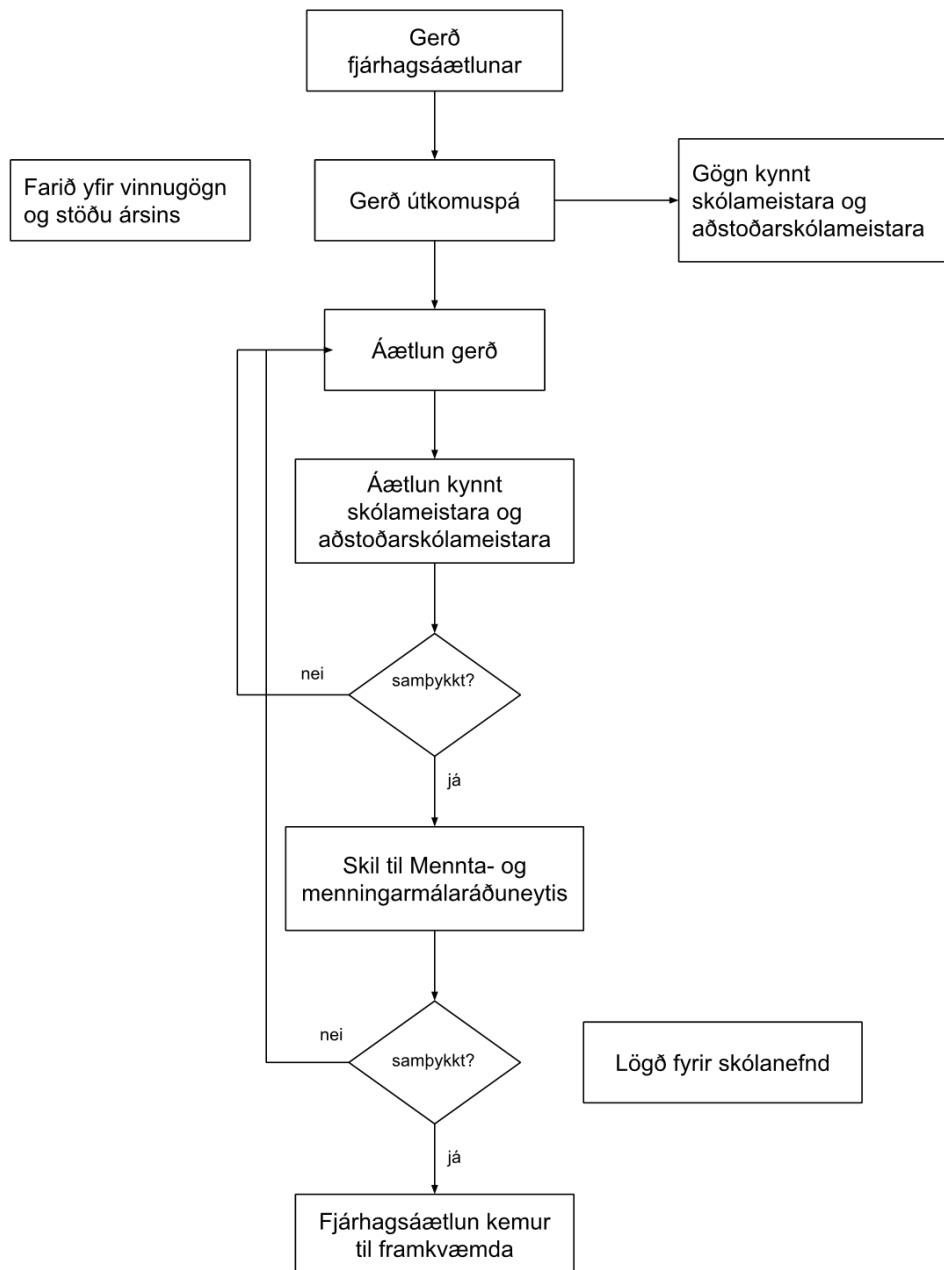 Gerð
fjárhagsáætlunar
Farið yfir vinnugögn
og stöðu ársins
Gerð útkomuspá
Gögn kynnt
skólameistara og
aðstoðarskólameistara
Áætlun gerð
Áætlun kynnt
skólameistara og
aðstoðarskólameistara
nei
samþykkt?
já
Skil til Mennta- og
menningarmálaráðuneytis
nei
samþykkt?
Lögð fyrir skólanefnd
já
Fjárhagsáætlun kemur
til framkvæmda